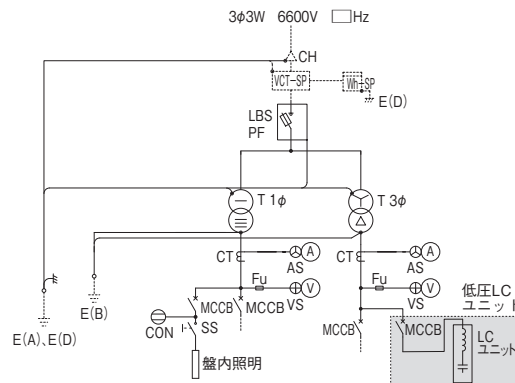 3φ3W 6600V □Hz
CH
VCT-SP
Wh-SP
E(D)
LBS
PF
T 1φ
T 3φ
CT
A
AS
CT
A
AS
Fu
V
VS
Fu
V
VS
MCCB
MCCB
CON
SS
盤内照明
MCCB
MCCB
低圧LC
ユニット
LC
ユニット
E(B)
E(A)、E(D)